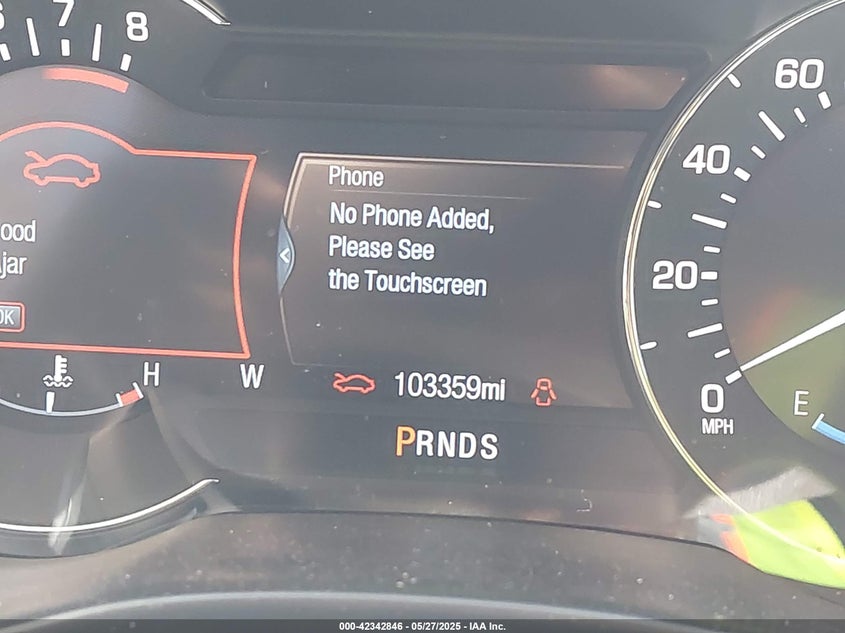 7
8
60
40
20
0
MPH
E
Phone
No Phone Added,
Please See
the Touchscreen
ood
jar
OK
H
W
103359mi
PRNDS
000-42342846 - 05/27/2025 - IAA Inc.